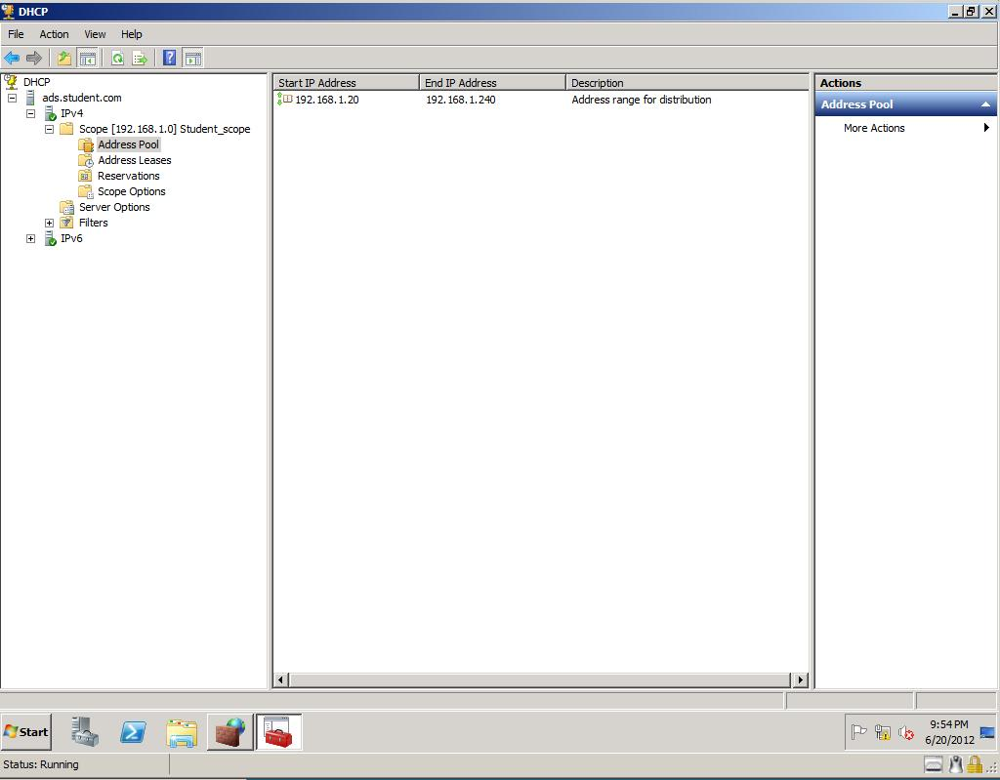 DHCP
File Action View Help
DHCP
ads.student.com
IPv4
Scope [192.168.1.0] Student_scope
Address Pool
Address Leases
Reservations
Scope Options
Server Options
Filters
IPv6
Start IP Address End IP Address Description
192.168.1.20 192.168.1.240 Address range for distribution
Actions
Address Pool
More Actions
Start
9:54 PM
6/20/2012
Status: Running